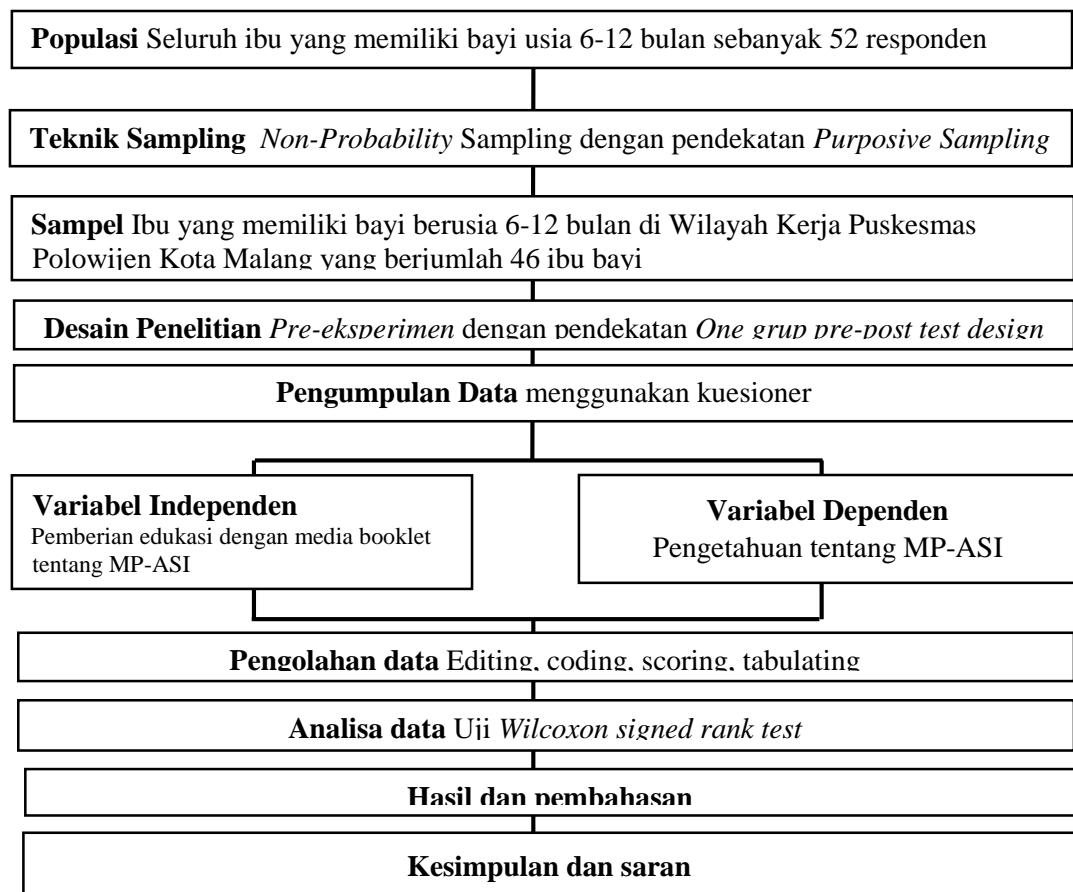 Populasi Seluruh ibu yang memiliki bayi usia 6-12 bulan sebanyak 52 responden
Teknik Sampling Non-Probability Sampling dengan pendekatan Purposive Sampling
Sampel Ibu yang memiliki bayi berusia 6-12 bulan di Wilayah Kerja Puskesmas
Polowijen Kota Malang yang berjumlah 46 ibu bayi
Desain Penelitian Pre-eksperimen dengan pendekatan One grup pre-post test design
Pengumpulan Data menggunakan kuesioner
Variabel Independen
Pemberian edukasi dengan media booklet
tentang MP-ASI
Variabel Dependen
Pengetahuan tentang MP-ASI
Pengolahan data Editing, coding, scoring, tabulating
Analisa data Uji Wilcoxon signed rank test
Hasil dan pembahasan
Kesimpulan dan saran